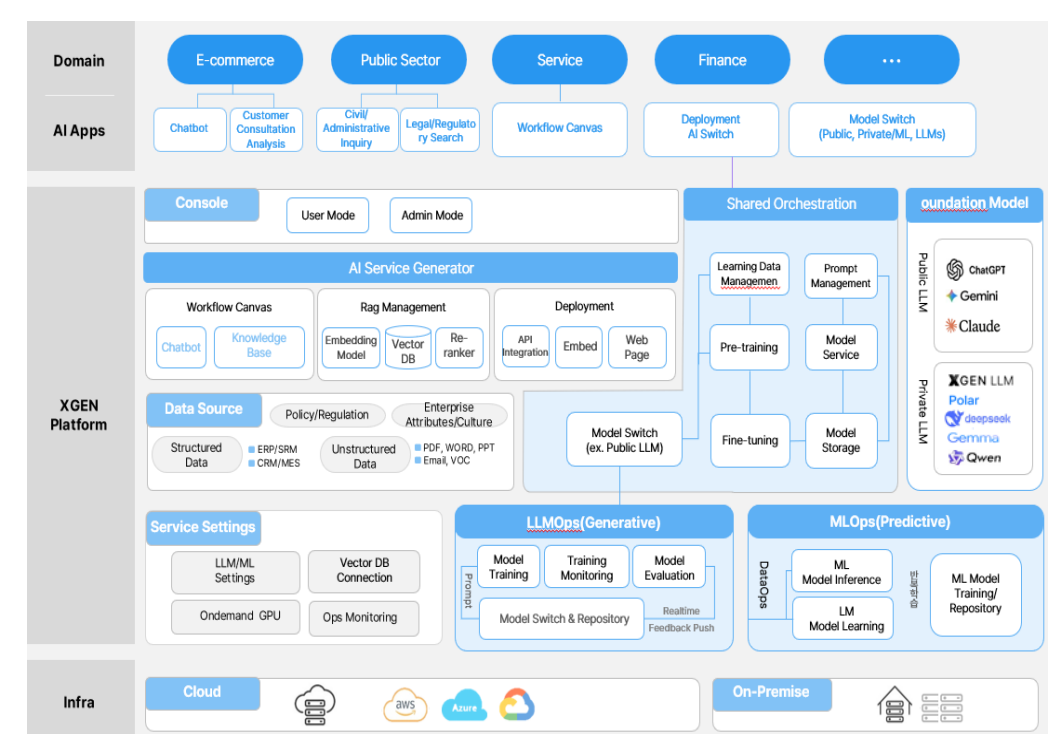 Domain
E-commerce
Public Sector
Service
Finance
...
AI Apps
Chatbot
Customer
Consultation
Analysis
Civil/
Administrative
Inquiry
Legal/Regulato
ry Search
Workflow Canvas
Deployment
AI Switch
Model Switch
(Public, Private/ML, LLMs)
XGEN
Platform
Console
User Mode
Admin Mode
AI Service Generator
Workflow Canvas
Chatbot
Knowledge
Base
Rag Management
Embedding
Model
Vector
DB
Re-
ranker
Deployment
API
Integration
Embed
Web
Page
Data Source
Policy/Regulation
Enterprise
Attributes/Culture
Structured
Data
ERP/SRM
CRM/MES
Unstructured
Data
PDF, WORD, PPT
Email, VOC
Shared Orchestration
Learning Data
Managemen
Prompt
Management
Pre-training
Model
Service
Model Switch
(ex. Public LLM)
Fine-tuning
Model
Storage
oundation Model
Public LLM
ChatGPT
Gemini
Claude
Private LLM
XGEN LLM
Polar
deepseek
Gemma
Qwen
Service Settings
LLM/ML
Settings
Vector DB
Connection
Ondemand GPU
Ops Monitoring
LLMOps(Generative)
Prompt
Model
Training
Training
Monitoring
Model
Evaluation
Model Switch & Repository
Realtime
Feedback Push
MLOps(Predictive)
DataOps
ML
Model Inference
LM
Model Learning
ML Model
Training/
Repository
Infra
Cloud
aws
Azure
On-Premise